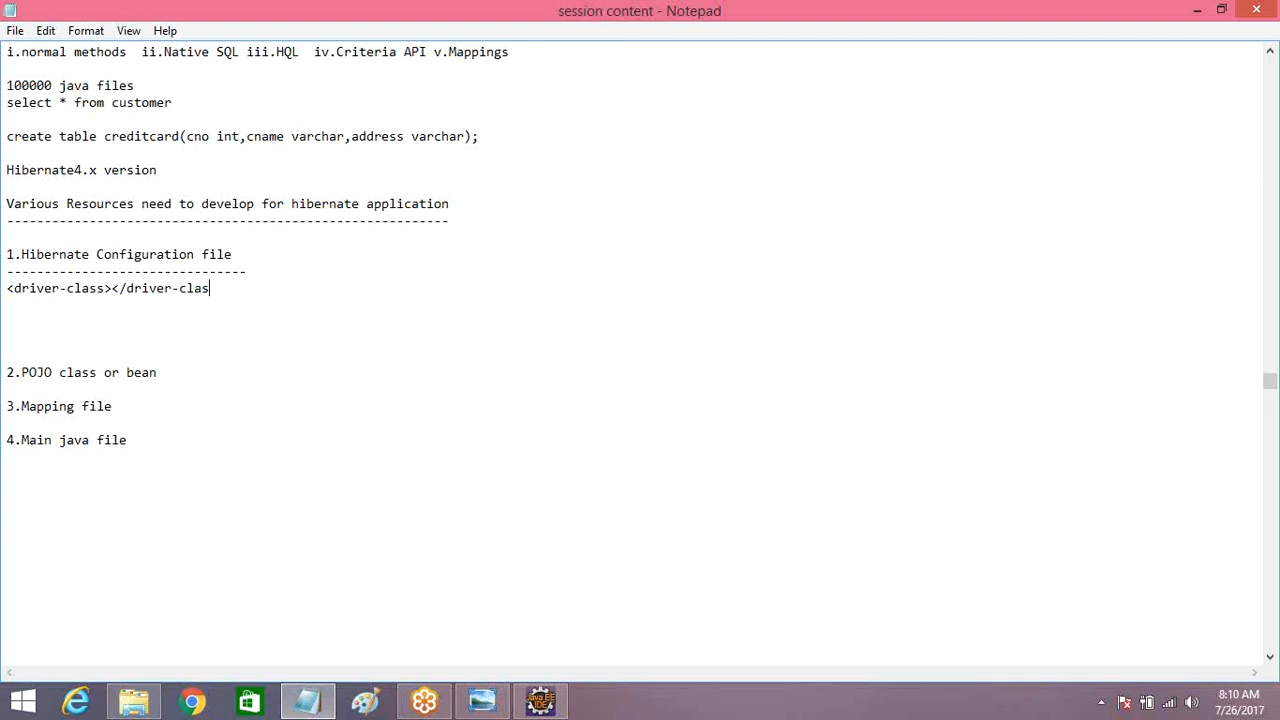 session content - Notepad
File Edit Format View Help
i.normal methods  ii.Native SQL iii.HQL  iv.Criteria API v.Mappings
100000 java files
select * from customer
create table creditcard(cno int,cname varchar,address varchar);
Hibernate4.x version
Various Resources need to develop for hibernate application
-----------------------------------------------------------
1.Hibernate Configuration file
--------------------------------
<driver-class></driver-clas
2.POJO class or bean
3.Mapping file
4.Main java file
Java EE
IDE
8:10 AM
7/26/2017